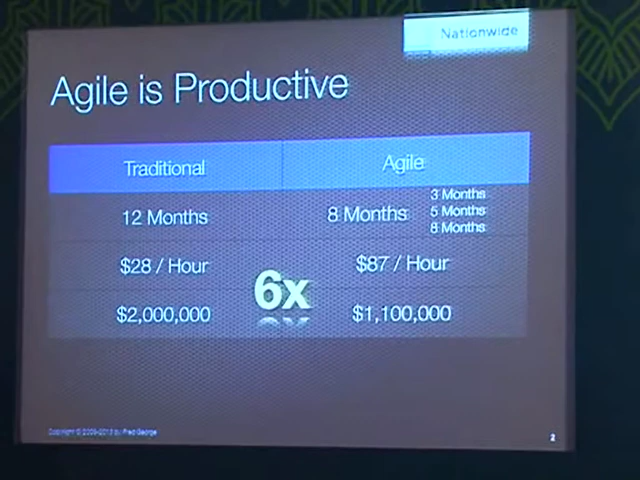 Nationwide
Agile is Productive
Traditional Agile
12 Months 8 Months 3 Months
5 Months
8 Months
$28 / Hour $87 / Hour
6x
$2,000,000 $1,100,000
Copyright © 2009-2013 by Fred George
2